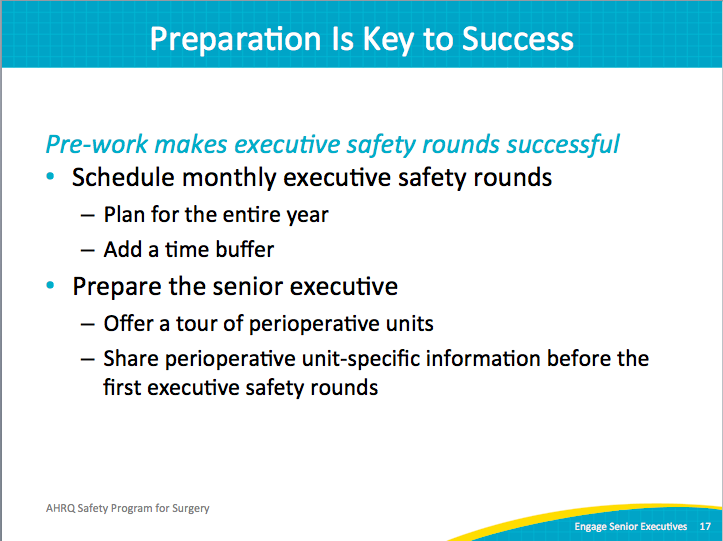 Preparation Is Key to Success
Pre-work makes executive safety rounds successful
• Schedule monthly executive safety rounds
– Plan for the entire year
– Add a time buffer
• Prepare the senior executive
– Offer a tour of perioperative units
– Share perioperative unit-specific information before the
first executive safety rounds
AHRQ Safety Program for Surgery
Engage Senior Executives 17